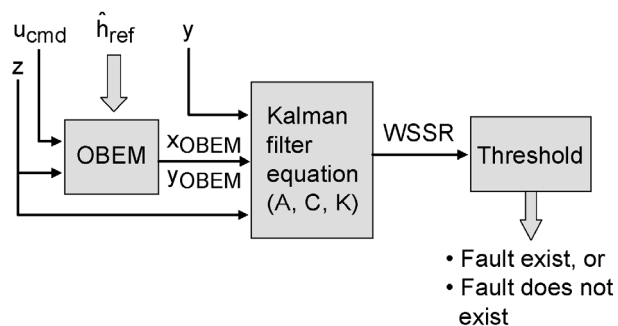 u_cmd
ĥ_ref
y
z
OBEM
x_OBEM
y_OBEM
Kalman
filter
equation
(A, C, K)
WSSR
Threshold
• Fault exist, or
• Fault does not
exist